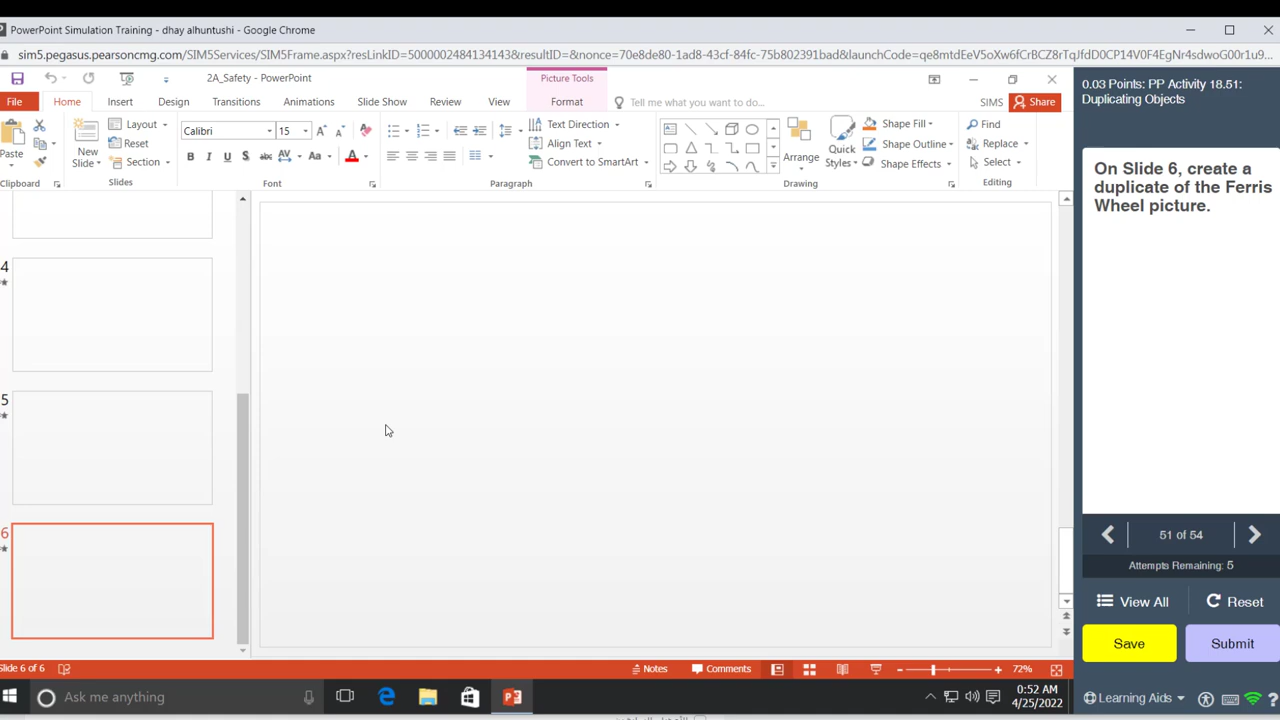 PowerPoint Simulation Training - dhay alhuntushi - Google Chrome
sim5.pegasus.pearsoncmg.com/SIM5Services/SIM5Frame.aspx?resLinkID=5000002484134143&resultID=&nonce=70e8de80-1ad8-43cf-84fc-75b802391bad&launchCode=qe8mtdEeV5oXw6fCrBCZ8rTqJfdD0CP14V0F4EgNr4sdwoG00r1u9...
2A_Safety - PowerPoint
Picture Tools
File Home Insert Design Transitions Animations Slide Show Review View Format Tell me what you want to do... SIMS Share
Paste
Clipboard
New Slide
Layout
Reset
Section
Slides
Calibri 15
B I U S abc AV Aa A
Font
Text Direction
Align Text
Convert to SmartArt
Paragraph
Arrange
Quick Styles
Shape Fill
Shape Outline
Shape Effects
Drawing
Find
Replace
Select
Editing
4
5
6
0.03 Points: PP Activity 18.51:
Duplicating Objects
On Slide 6, create a
duplicate of the Ferris
Wheel picture.
51 of 54
Attempts Remaining: 5
View All Reset
Save Submit
Learning Aids
Slide 6 of 6 Notes Comments 72%
Ask me anything
0:52 AM
4/25/2022